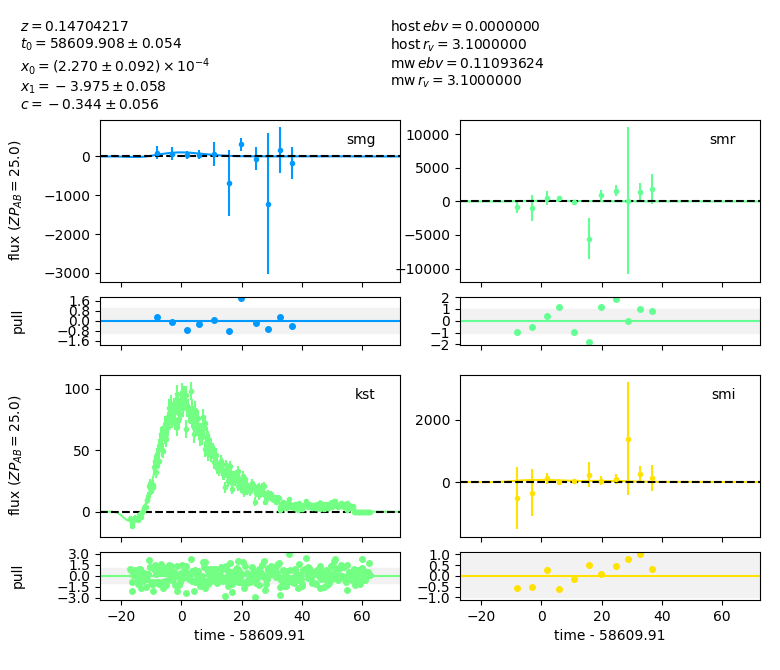 z = 0.14704217
t0 = 58609.908 ± 0.054
x0 = (2.270 ± 0.092) × 10^−4
x1 = −3.975 ± 0.058
c = −0.344 ± 0.056
host ebv = 0.0000000
host rv = 3.1000000
mw ebv = 0.11093624
mw rv = 3.1000000
flux (ZP_AB = 25.0)
0
−1000
−2000
−3000
smg
10000
5000
0
−5000
−10000
smr
pull
1.6
0.8
0.0
−0.8
−1.6
2
1
0
−1
−2
flux (ZP_AB = 25.0)
100
50
0
kst
2000
0
smi
pull
3.0
1.5
0.0
−1.5
−3.0
1.0
0.5
0.0
−0.5
−1.0
−20 0 20 40 60
−20 0 20 40 60
time - 58609.91
time - 58609.91